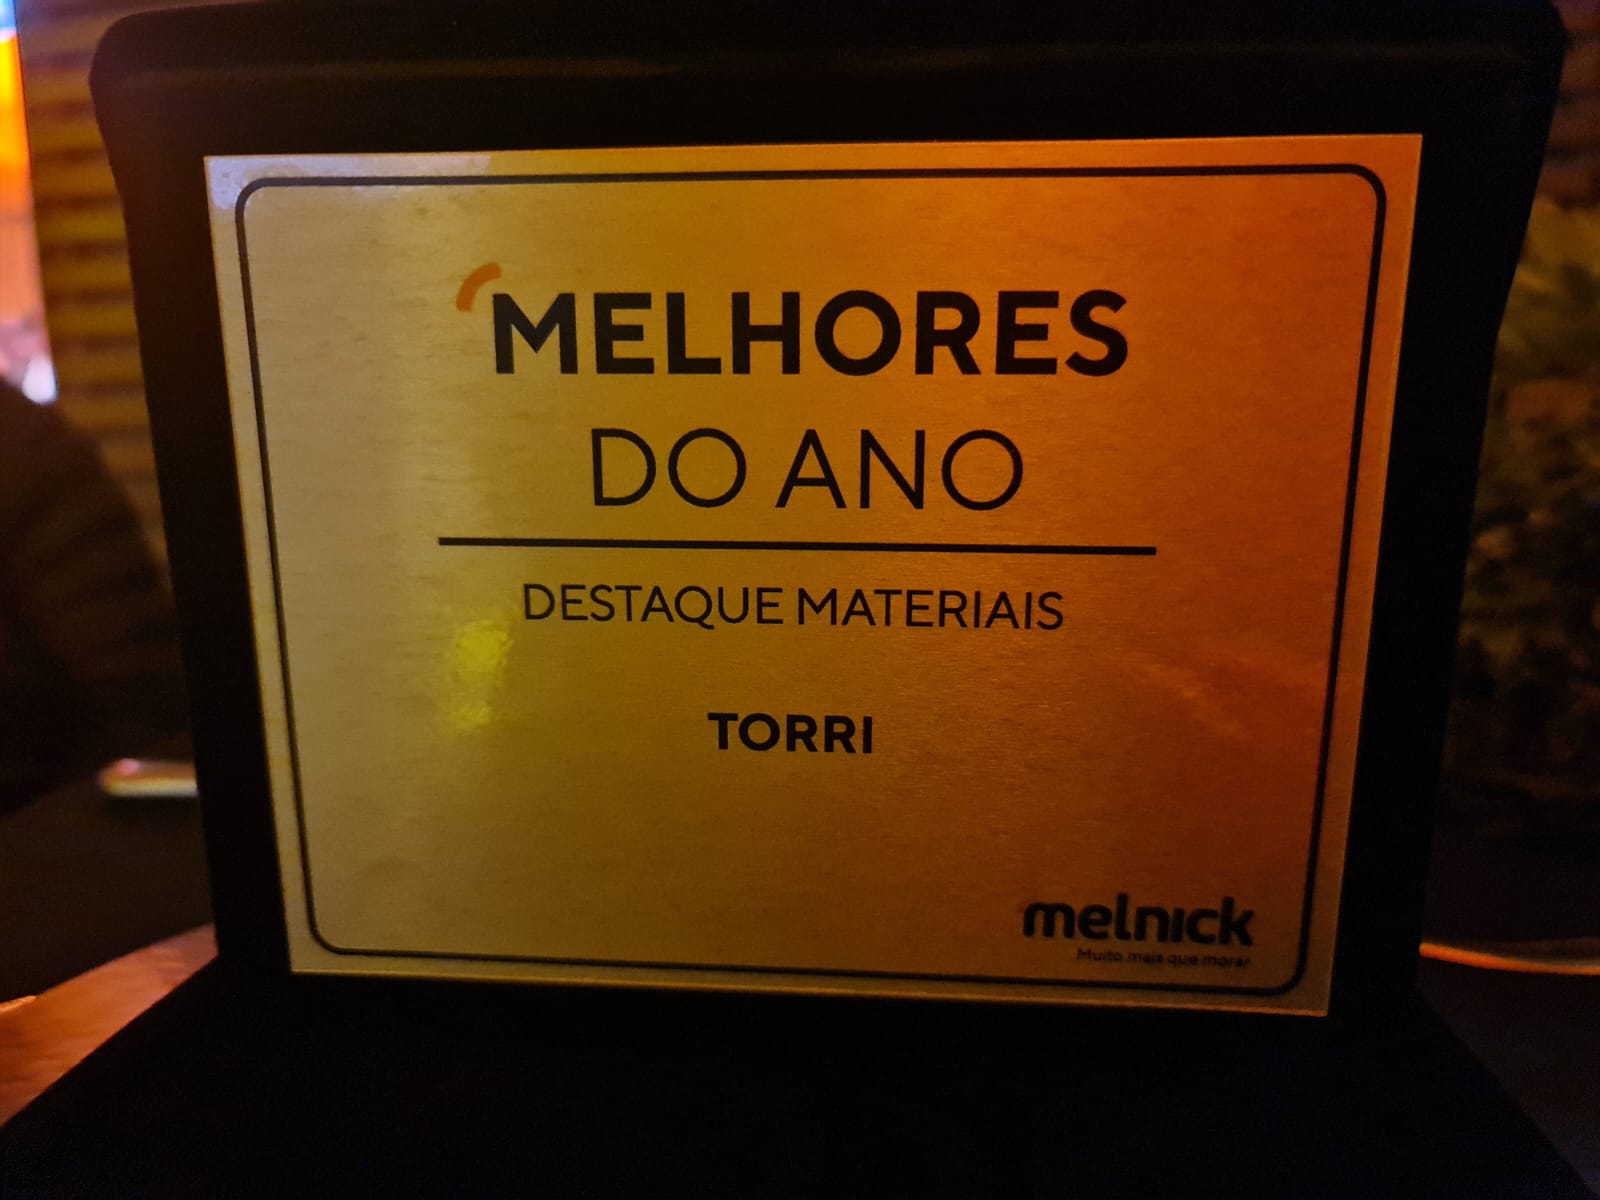 MELHORES
DO ANO
DESTAQUE MATERIAIS
TORRI
melnick
Muito mais que morar